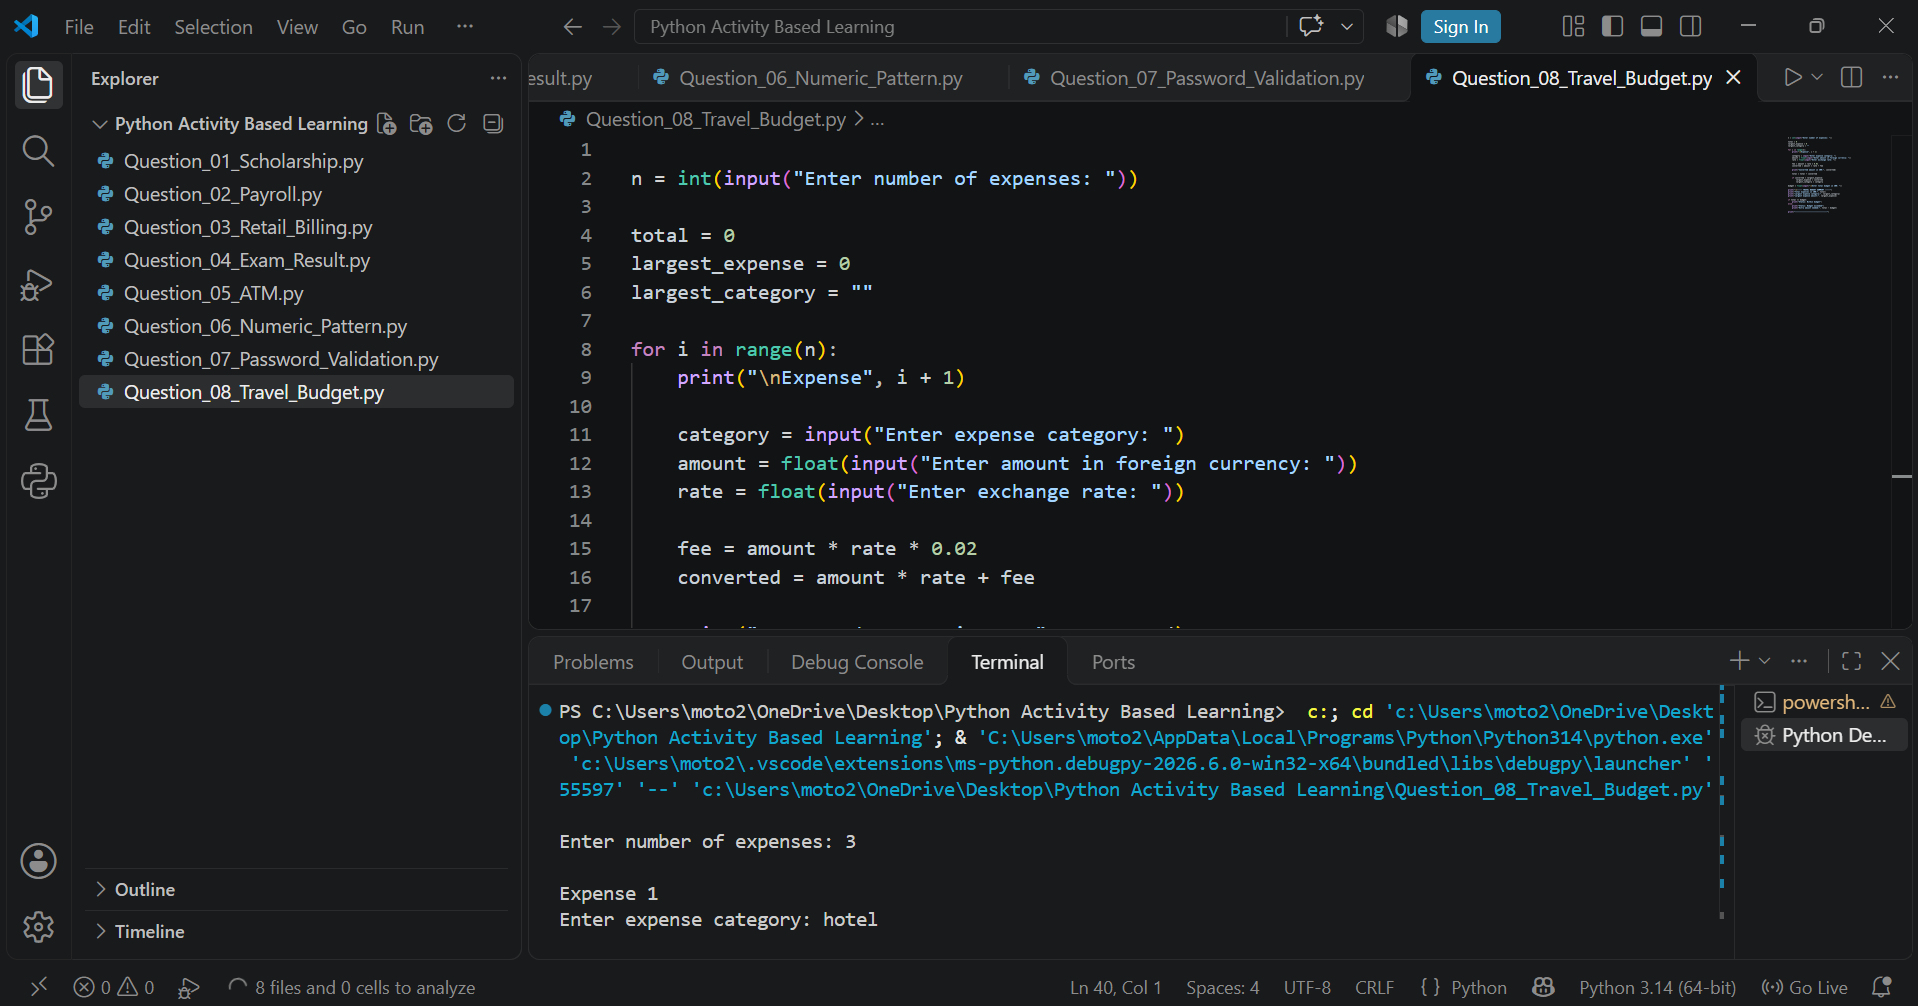 File Edit Selection View Go Run ···
Python Activity Based Learning
Sign In
Explorer
Python Activity Based Learning
Question_01_Scholarship.py
Question_02_Payroll.py
Question_03_Retail_Billing.py
Question_04_Exam_Result.py
Question_05_ATM.py
Question_06_Numeric_Pattern.py
Question_07_Password_Validation.py
Question_08_Travel_Budget.py
Outline
Timeline
esult.py Question_06_Numeric_Pattern.py Question_07_Password_Validation.py Question_08_Travel_Budget.py
Question_08_Travel_Budget.py > ...
1
2 n = int(input("Enter number of expenses: "))
3
4 total = 0
5 largest_expense = 0
6 largest_category = ""
7
8 for i in range(n):
9     print("\nExpense", i + 1)
10
11     category = input("Enter expense category: ")
12     amount = float(input("Enter amount in foreign currency: "))
13     rate = float(input("Enter exchange rate: "))
14
15     fee = amount * rate * 0.02
16     converted = amount * rate + fee
17
Problems Output Debug Console Terminal Ports
PS C:\Users\moto2\OneDrive\Desktop\Python Activity Based Learning>  c:; cd 'c:\Users\moto2\OneDrive\Deskt
op\Python Activity Based Learning'; & 'C:\Users\moto2\AppData\Local\Programs\Python\Python314\python.exe'
 'c:\Users\moto2\.vscode\extensions\ms-python.debugpy-2026.6.0-win32-x64\bundled\libs\debugpy\launcher' '
55597' '--' 'c:\Users\moto2\OneDrive\Desktop\Python Activity Based Learning\Question_08_Travel_Budget.py'
Enter number of expenses: 3
Expense 1
Enter expense category: hotel
powersh...
Python De...
0 0 8 files and 0 cells to analyze
Ln 40, Col 1 Spaces: 4 UTF-8 CRLF {} Python Python 3.14 (64-bit) Go Live